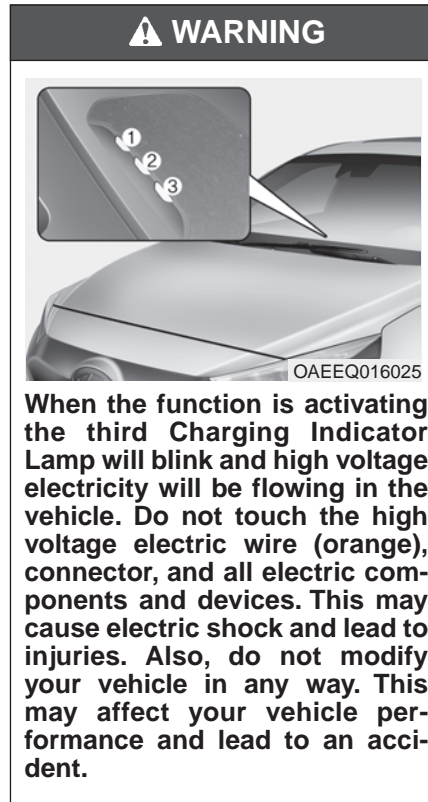 WARNING
1
2
3
OAEEQ016025
When the function is activating
the third Charging Indicator
Lamp will blink and high voltage
electricity will be flowing in the
vehicle. Do not touch the high
voltage electric wire (orange),
connector, and all electric com-
ponents and devices. This may
cause electric shock and lead to
injuries. Also, do not modify
your vehicle in any way. This
may affect your vehicle per-
formance and lead to an acci-
dent.